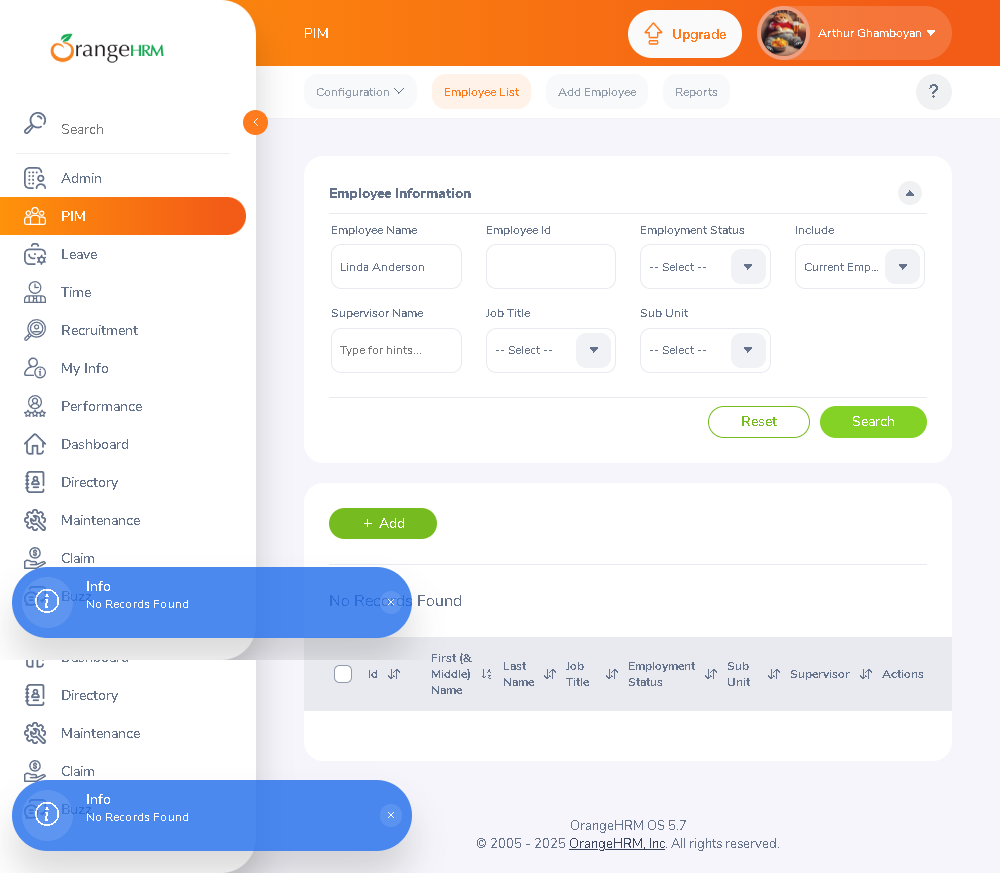 OrangeHRM
Search
Admin
PIM
Leave
Time
Recruitment
My Info
Performance
Dashboard
Directory
Maintenance
Claim
Buzz
Info
No Records Found
Dashboard
Directory
Maintenance
Claim
Buzz
Info
No Records Found
PIM
Upgrade
Arthur Ghamboyan
Configuration
Employee List
Add Employee
Reports
?
Employee Information
Employee Name
Employee Id
Employment Status
Include
Linda Anderson
-- Select --
Current Emp...
Supervisor Name
Job Title
Sub Unit
Type for hints...
-- Select --
-- Select --
Reset
Search
+ Add
No Records Found
Id
First (& Middle) Name
Last Name
Job Title
Employment Status
Sub Unit
Supervisor
Actions
OrangeHRM OS 5.7
© 2005 - 2025 OrangeHRM, Inc. All rights reserved.